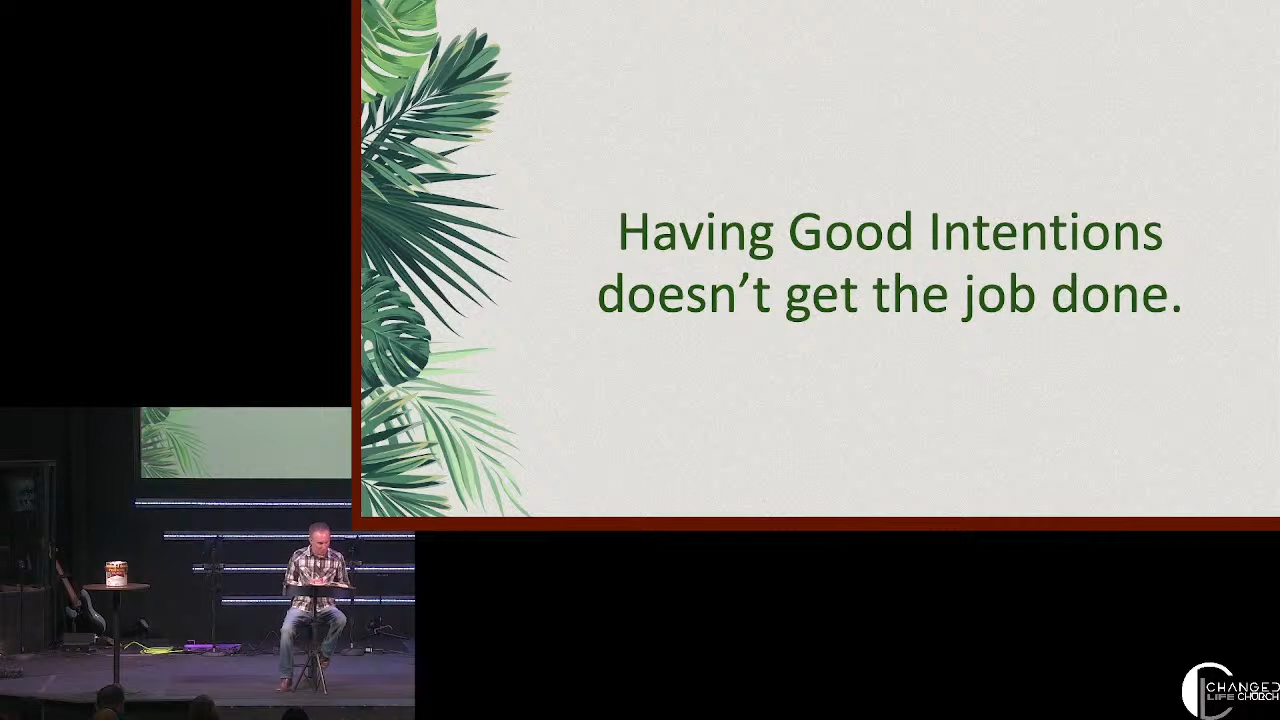 Having Good Intentions
doesn’t get the job done.
CHANGED
LIFE CHURCH